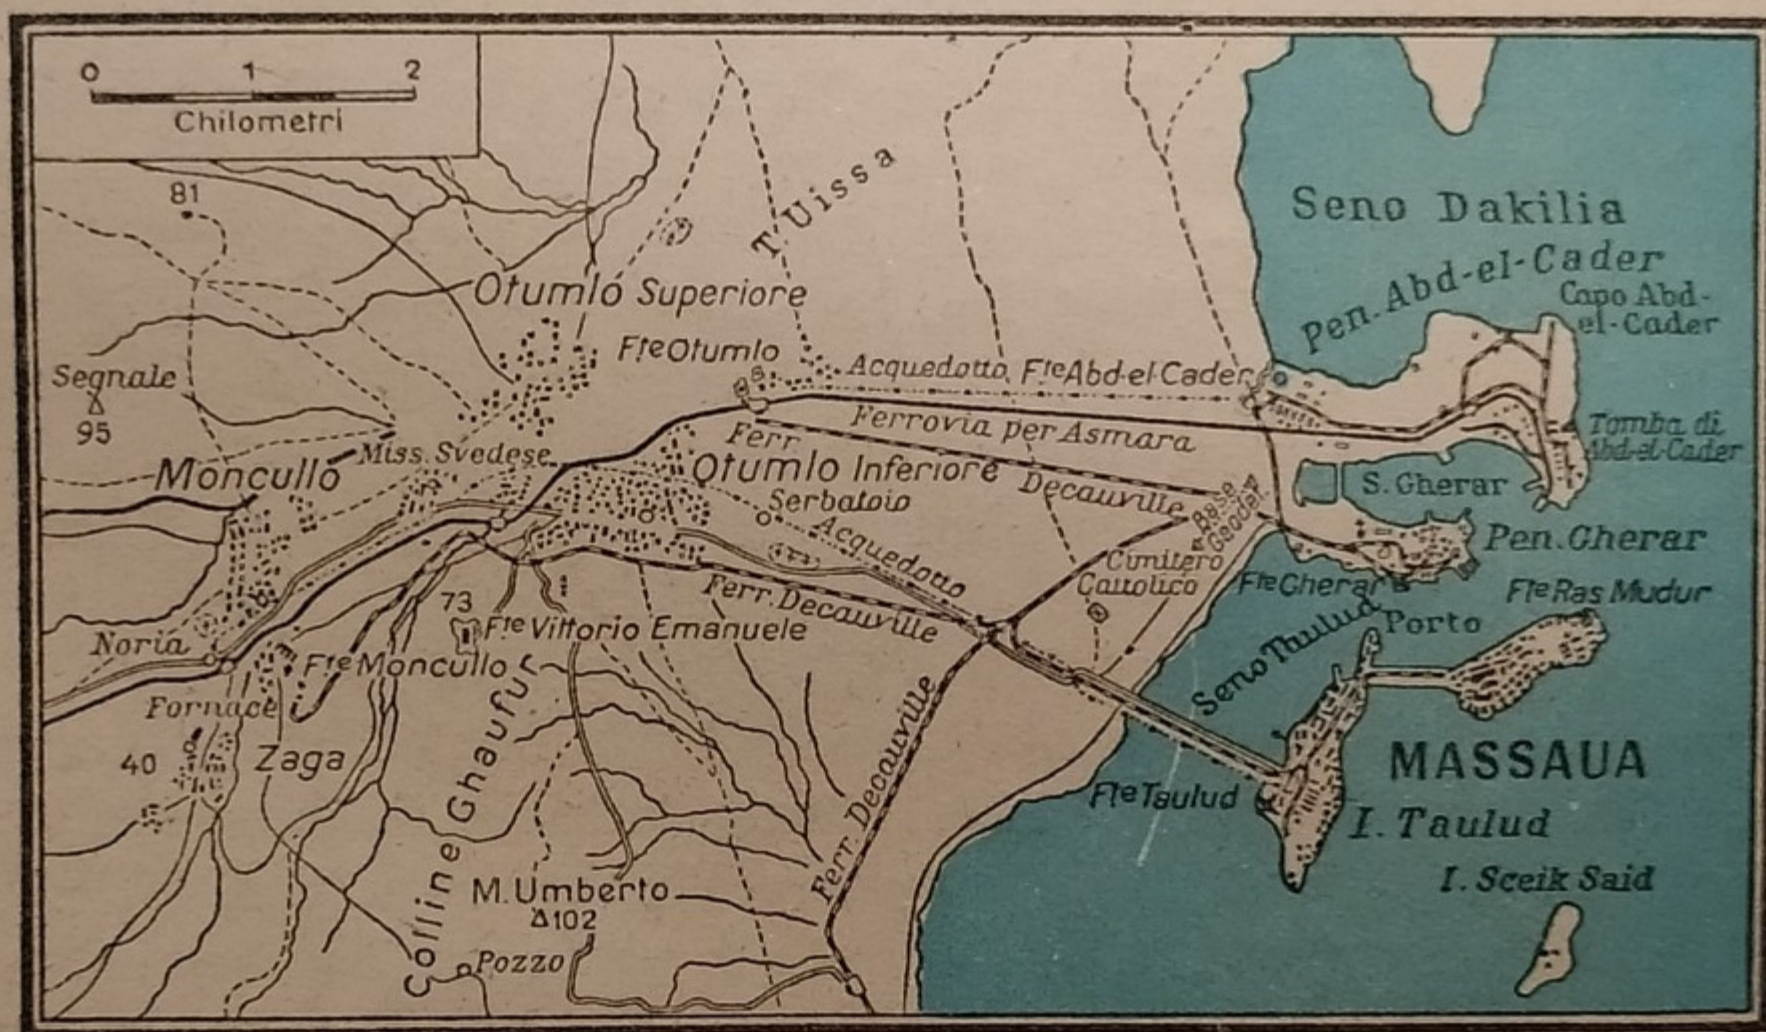 0 1 2
Chilometri
81
T. Uissa
Seno Dakilia
Pen. Abd-el-Cader
Capo Abd-
el-Cader
Otumlo Superiore
Fte Otumlo
Segnale
95
Acquedotto
Fte Abd-el-Cader
Ferrovia per Asmara
Tomba di
Abd-el-Cader
Ferr.
Decauville
Miss. Svedese
Moncullo
Otumlo Inferiore
Serbatoio
Acquedotto
Base
Geodet.
S. Gherar
Pen. Gherar
Cimitero
Cattolico
Fte Gherar
Fte Ras Mudur
Ferr. Decauville
73
Fte Vittorio Emanuele
Seno Taulud
Porto
Noria
Fte Moncullo
Fornace
40
Zaga
Colline Ghaufur
Ferr. Decauville
MASSAUA
Fte Taulud
I. Taulud
I. Sceik Said
M. Umberto
102
Pozzo